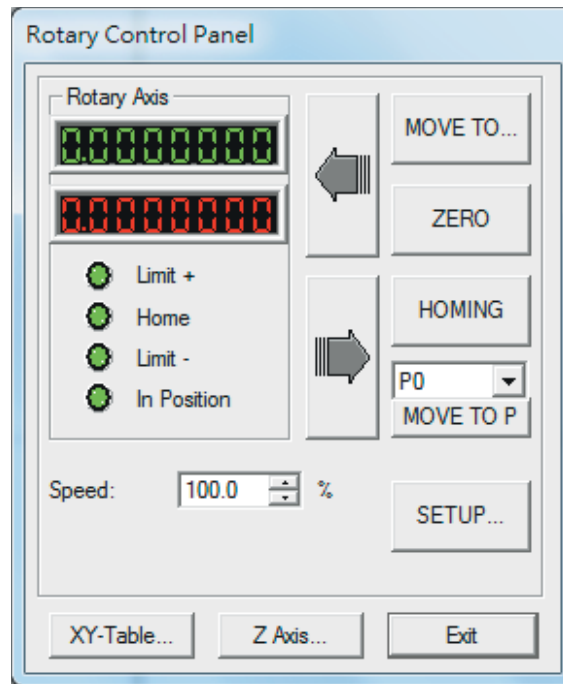 Rotary Control Panel
Rotary Axis
0.0000000
0.0000000
Limit +
Home
Limit -
In Position
MOVE TO...
ZERO
HOMING
P0
MOVE TO P
Speed: 100.0 %
SETUP...
XY-Table... Z Axis... Exit